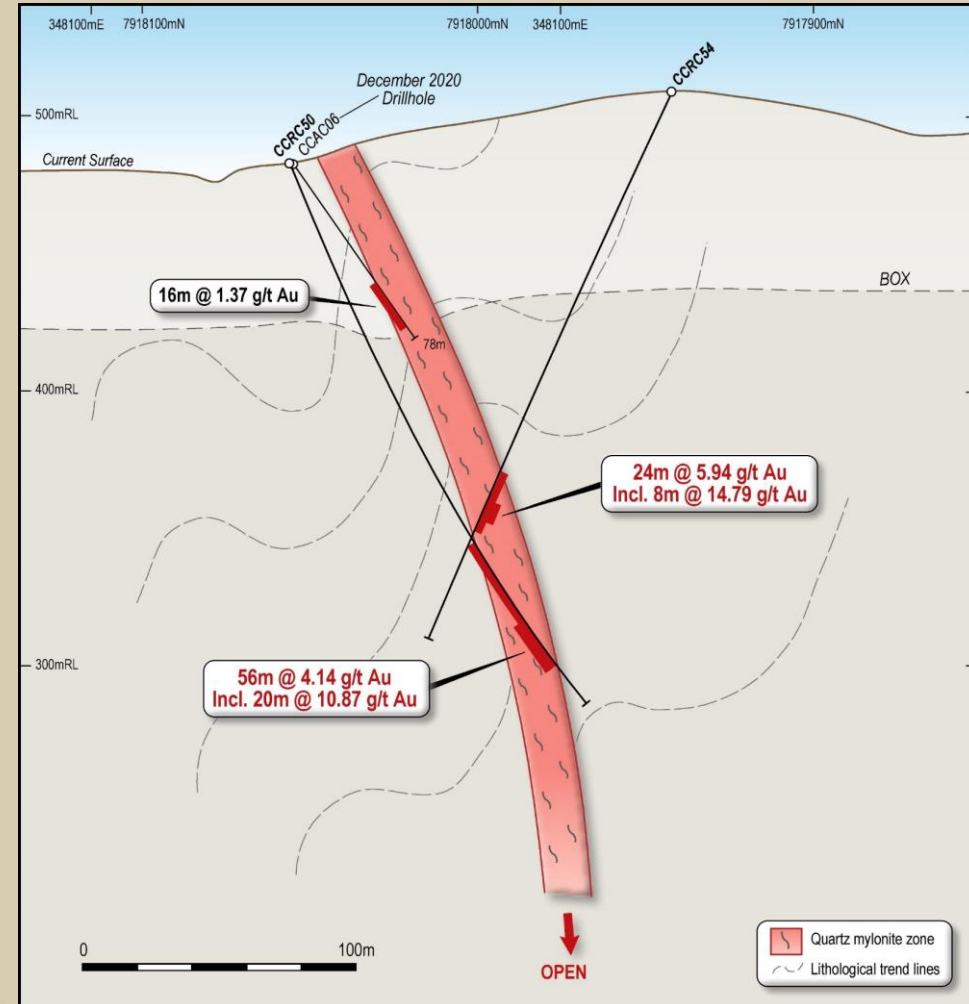 348100mE 7918100mN 7918000mN 348100mE 7917900mN
CCRC54
December 2020
Drillhole
CCRC50
CCAC06
500mRL
Current Surface
BOX
16m @ 1.37 g/t Au
78m
400mRL
24m @ 5.94 g/t Au
Incl. 8m @ 14.79 g/t Au
300mRL
56m @ 4.14 g/t Au
Incl. 20m @ 10.87 g/t Au
0 100m
OPEN
Quartz mylonite zone
Lithological trend lines